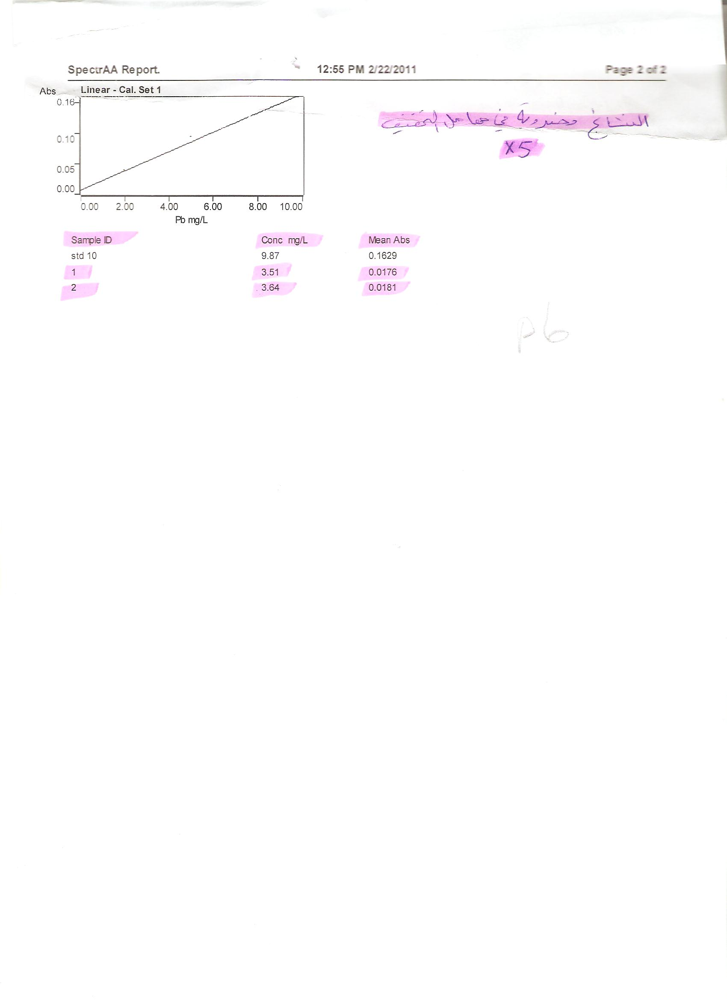 SpectrAA Report. 12:55 PM 2/22/2011 Page 2 of 2
Abs Linear - Cal. Set 1
0.16
0.10
0.05
0.00
0.00 2.00 4.00 6.00 8.00 10.00
Pb mg/L
النتائج مضروبة في معامل التخفيف
X5
Sample ID Conc mg/L Mean Abs
std 10 9.87 0.1629
1 3.51 0.0176
2 3.64 0.0181
pb